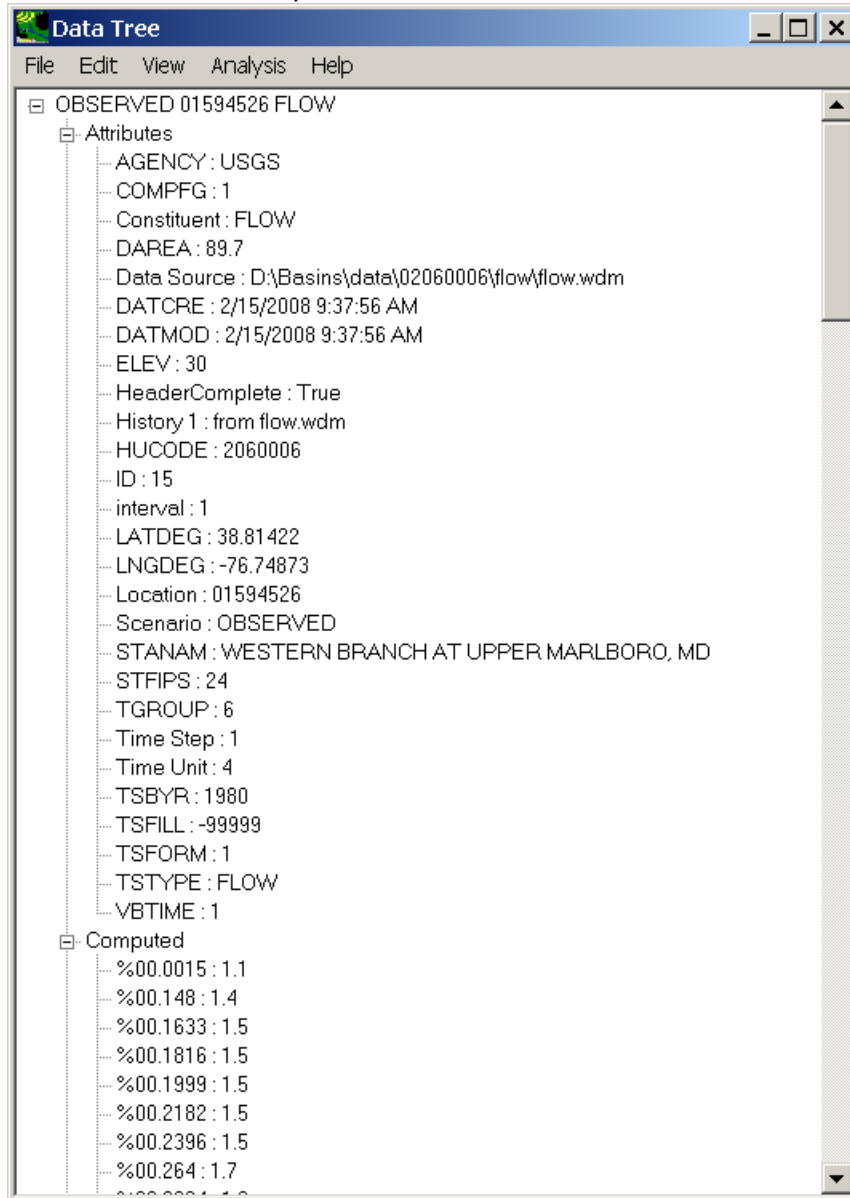 Data Tree
File Edit View Analysis Help
OBSERVED 01594526 FLOW
Attributes
AGENCY : USGS
COMPFG : 1
Constituent : FLOW
DAREA : 89.7
Data Source : D:\Basins\data\02060006\flow\flow.wdm
DATCRE : 2/15/2008 9:37:56 AM
DATMOD : 2/15/2008 9:37:56 AM
ELEV : 30
HeaderComplete : True
History 1 : from flow.wdm
HUCODE : 2060006
ID : 15
interval : 1
LATDEG : 38.81422
LNGDEG : -76.74873
Location : 01594526
Scenario : OBSERVED
STANAM : WESTERN BRANCH AT UPPER MARLBORO, MD
STFIPS : 24
TGROUP : 6
Time Step : 1
Time Unit : 4
TSBYR : 1980
TSFILL : -99999
TSFORM : 1
TSTYPE : FLOW
VBTIME : 1
Computed
%00.0015 : 1.1
%00.148 : 1.4
%00.1633 : 1.5
%00.1816 : 1.5
%00.1999 : 1.5
%00.2182 : 1.5
%00.2396 : 1.5
%00.264 : 1.7